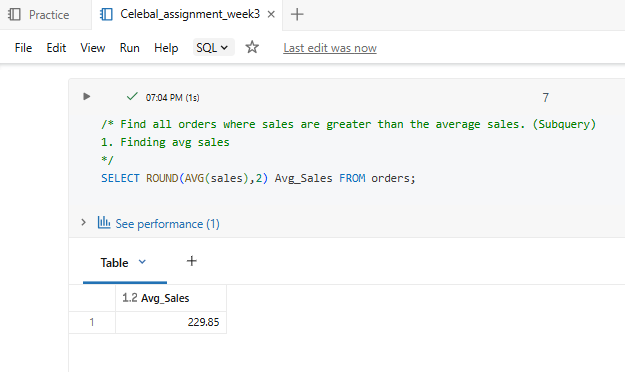 Practice
Celebal_assignment_week3
File Edit View Run Help SQL Last edit was now
07:04 PM (1s)
7
/* Find all orders where sales are greater than the average sales. (Subquery)
1. Finding avg sales
*/
SELECT ROUND(AVG(sales),2) Avg_Sales FROM orders;
See performance (1)
Table
1.2 Avg_Sales
1 229.85